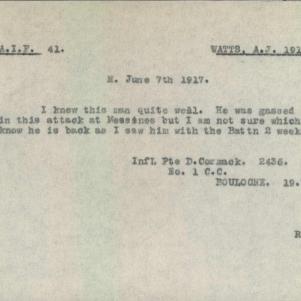 A.I.F. 41. WATTS, A.J. 191
M. June 7th 1917.
I knew this man quite well. He was gassed
in this attack at Messines but I am not sure which
know he is back as I saw him with the Battn 2 week
Inft. Pte D. Cormack. 2436.
No. 1 C.C.
BOULOGNE. 19.
R